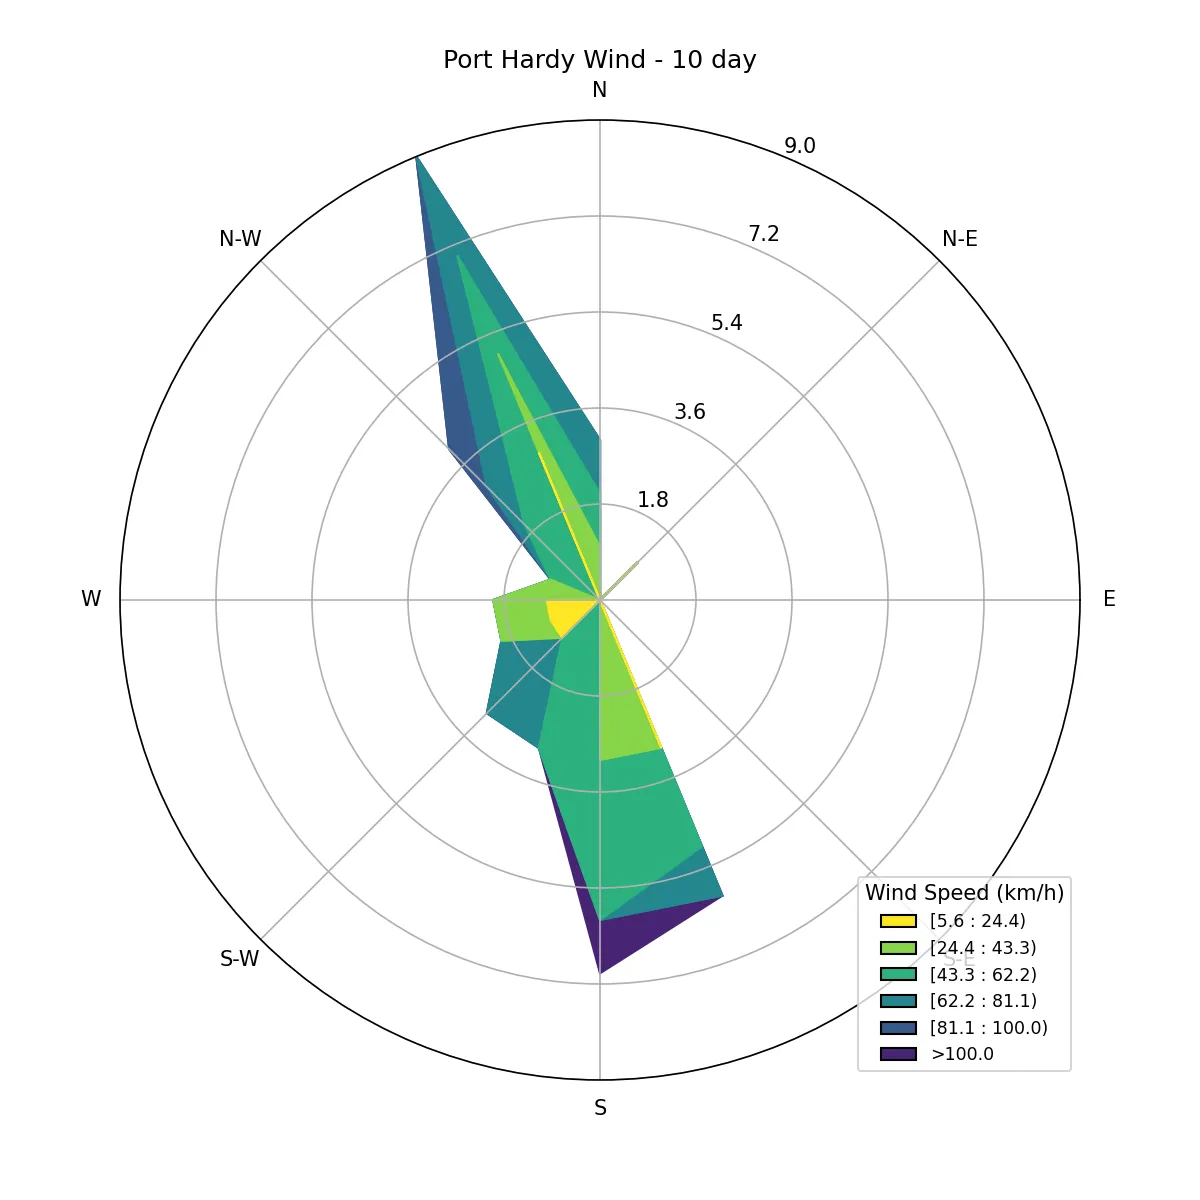 Port Hardy Wind - 10 day
N
9.0
N-W
N-E
7.2
5.4
3.6
1.8
W
E
S-W
S-E
Wind Speed (km/h)
[5.6 : 24.4)
[24.4 : 43.3)
[43.3 : 62.2)
[62.2 : 81.1)
[81.1 : 100.0)
>100.0
S